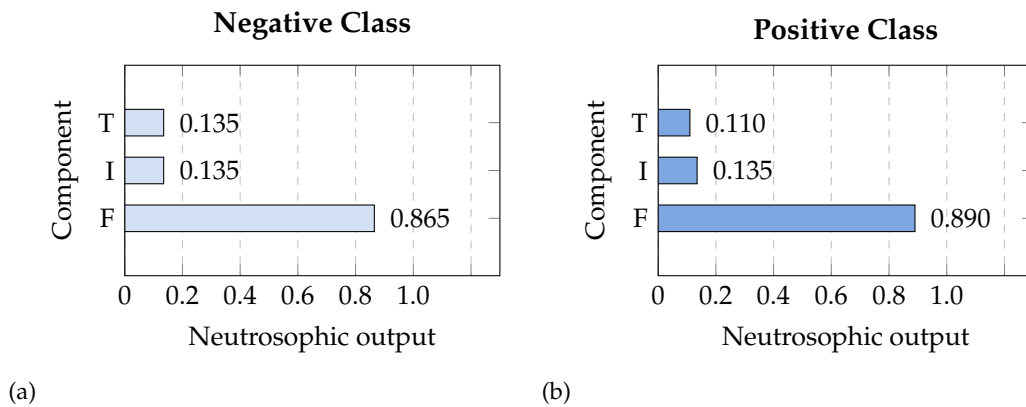 Negative Class
Component
T 0.135
I 0.135
F 0.865
0 0.2 0.4 0.6 0.8 1.0
Neutrosophic output
(a)
Positive Class
Component
T 0.110
I 0.135
F 0.890
0 0.2 0.4 0.6 0.8 1.0
Neutrosophic output
(b)